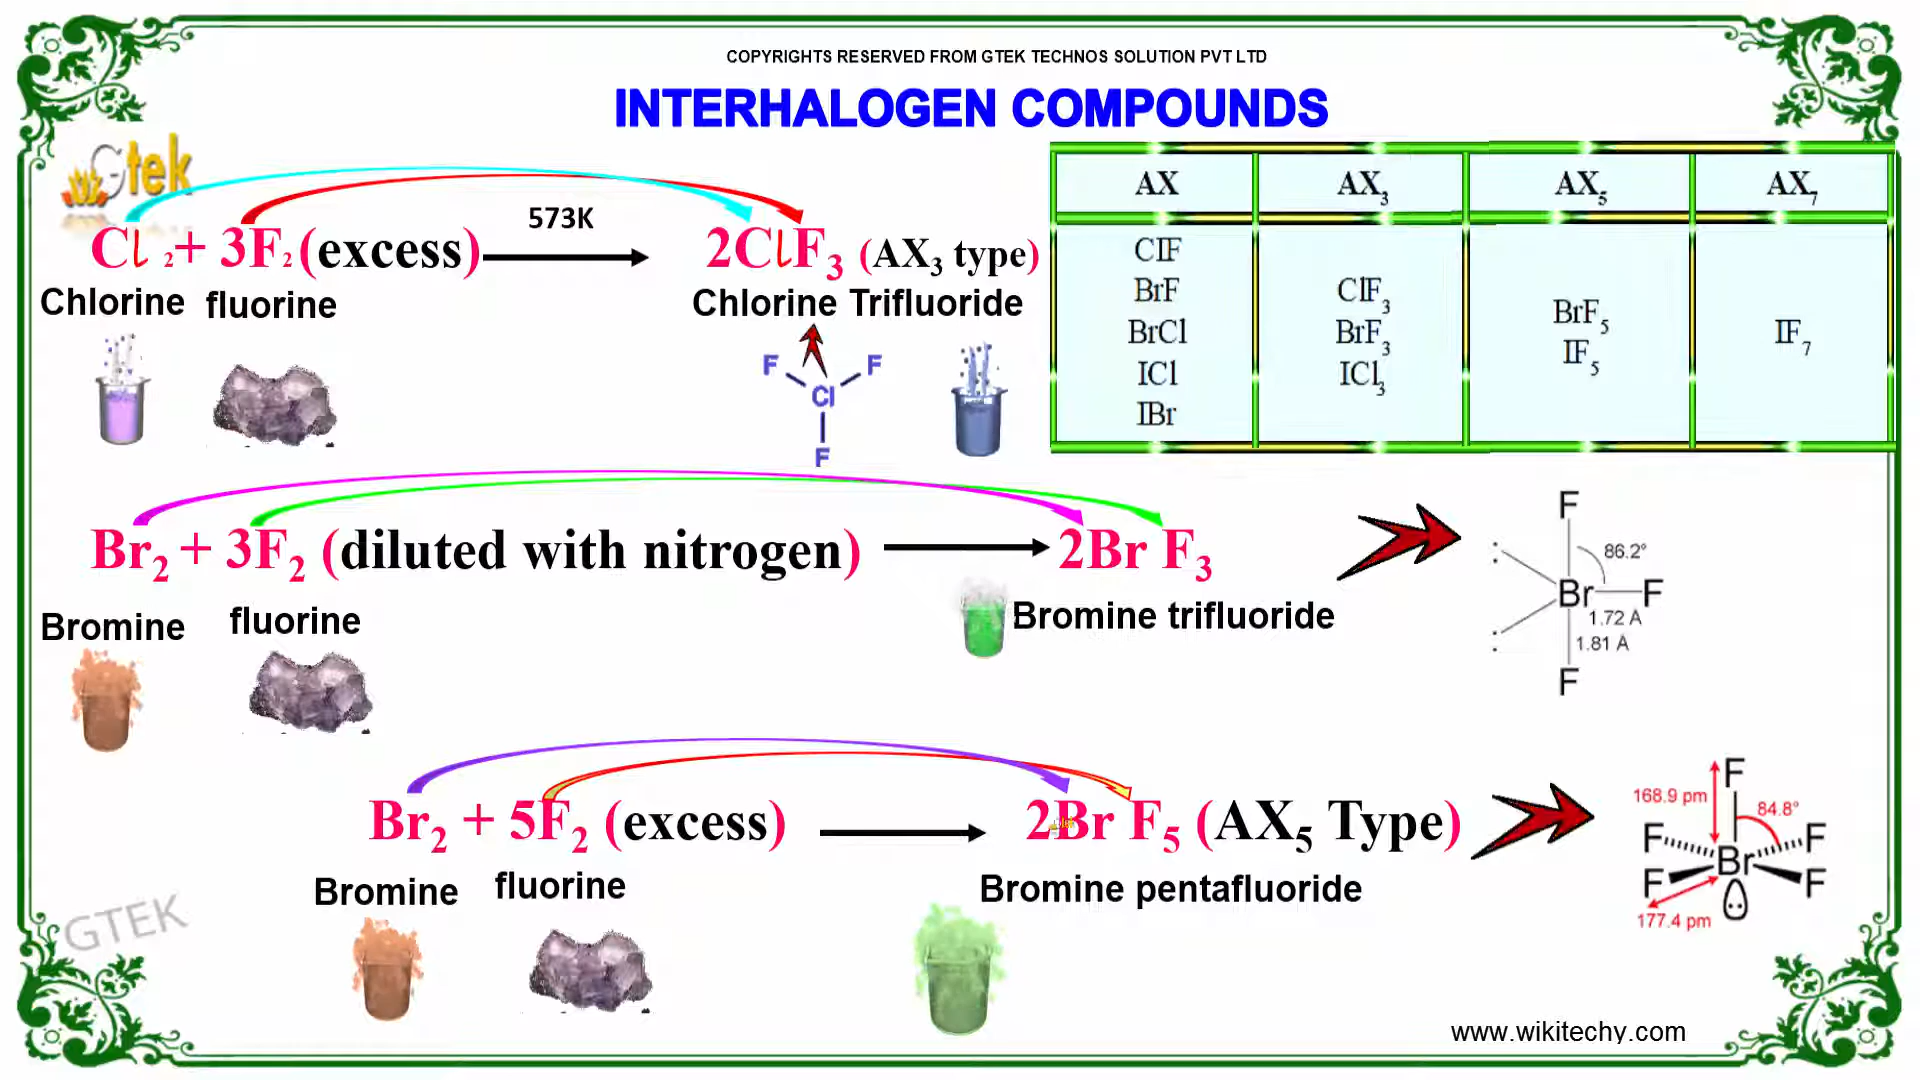 COPYRIGHTS RESERVED FROM GTEK TECHNOS SOLUTION PVT LTD
INTERHALOGEN COMPOUNDS
Gtek
573K
Cl₂ + 3F₂ (excess) 2ClF₃ (AX₃ type)
Chlorine fluorine Chlorine Trifluoride
F F
Cl
F
AX AX₃ AX₅ AX₇
ClF
BrF
BrCl
ICl
IBr
ClF₃
BrF₃
ICl₃
BrF₅
IF₅
IF₇
Br₂ + 3F₂ (diluted with nitrogen) 2Br F₃
Bromine fluorine Bromine trifluoride
F
86.2°
: Br F
1.72 A
: 1.81 A
F
Br₂ + 5F₂ (excess) 2Br F₅ (AX₅ Type)
Bromine fluorine Bromine pentafluoride
F
168.9 pm 84.8°
F F
Br
F F
177.4 pm
GTEK
www.wikitechy.com